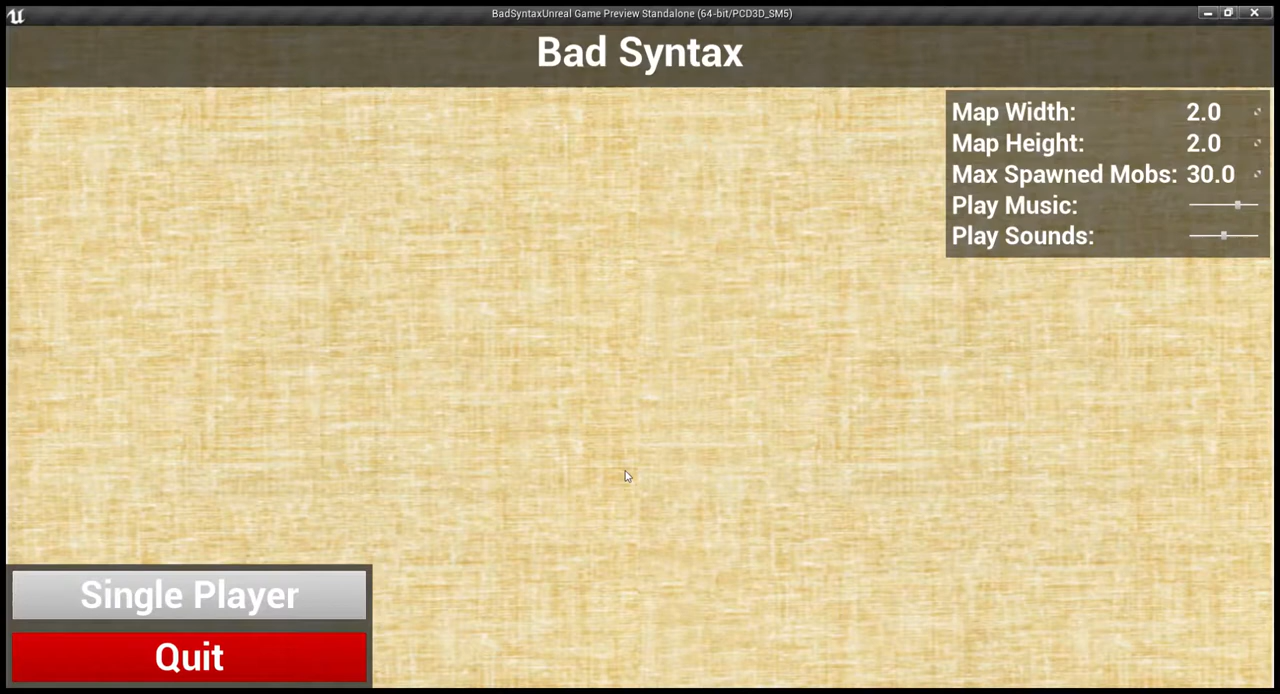 BadSyntaxUnreal Game Preview Standalone (64-bit/PCD3D_SM5)
Bad Syntax
Map Width: 2.0
Map Height: 2.0
Max Spawned Mobs: 30.0
Play Music:
Play Sounds:
Single Player
Quit